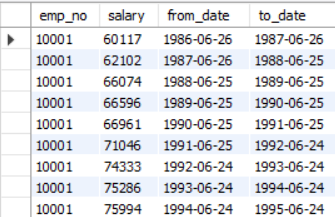 emp_no salary from_date to_date
10001 60117 1986-06-26 1987-06-26
10001 62102 1987-06-26 1988-06-25
10001 66074 1988-06-25 1989-06-25
10001 66596 1989-06-25 1990-06-25
10001 66961 1990-06-25 1991-06-25
10001 71046 1991-06-25 1992-06-24
10001 74333 1992-06-24 1993-06-24
10001 75286 1993-06-24 1994-06-24
10001 75994 1994-06-24 1995-06-24